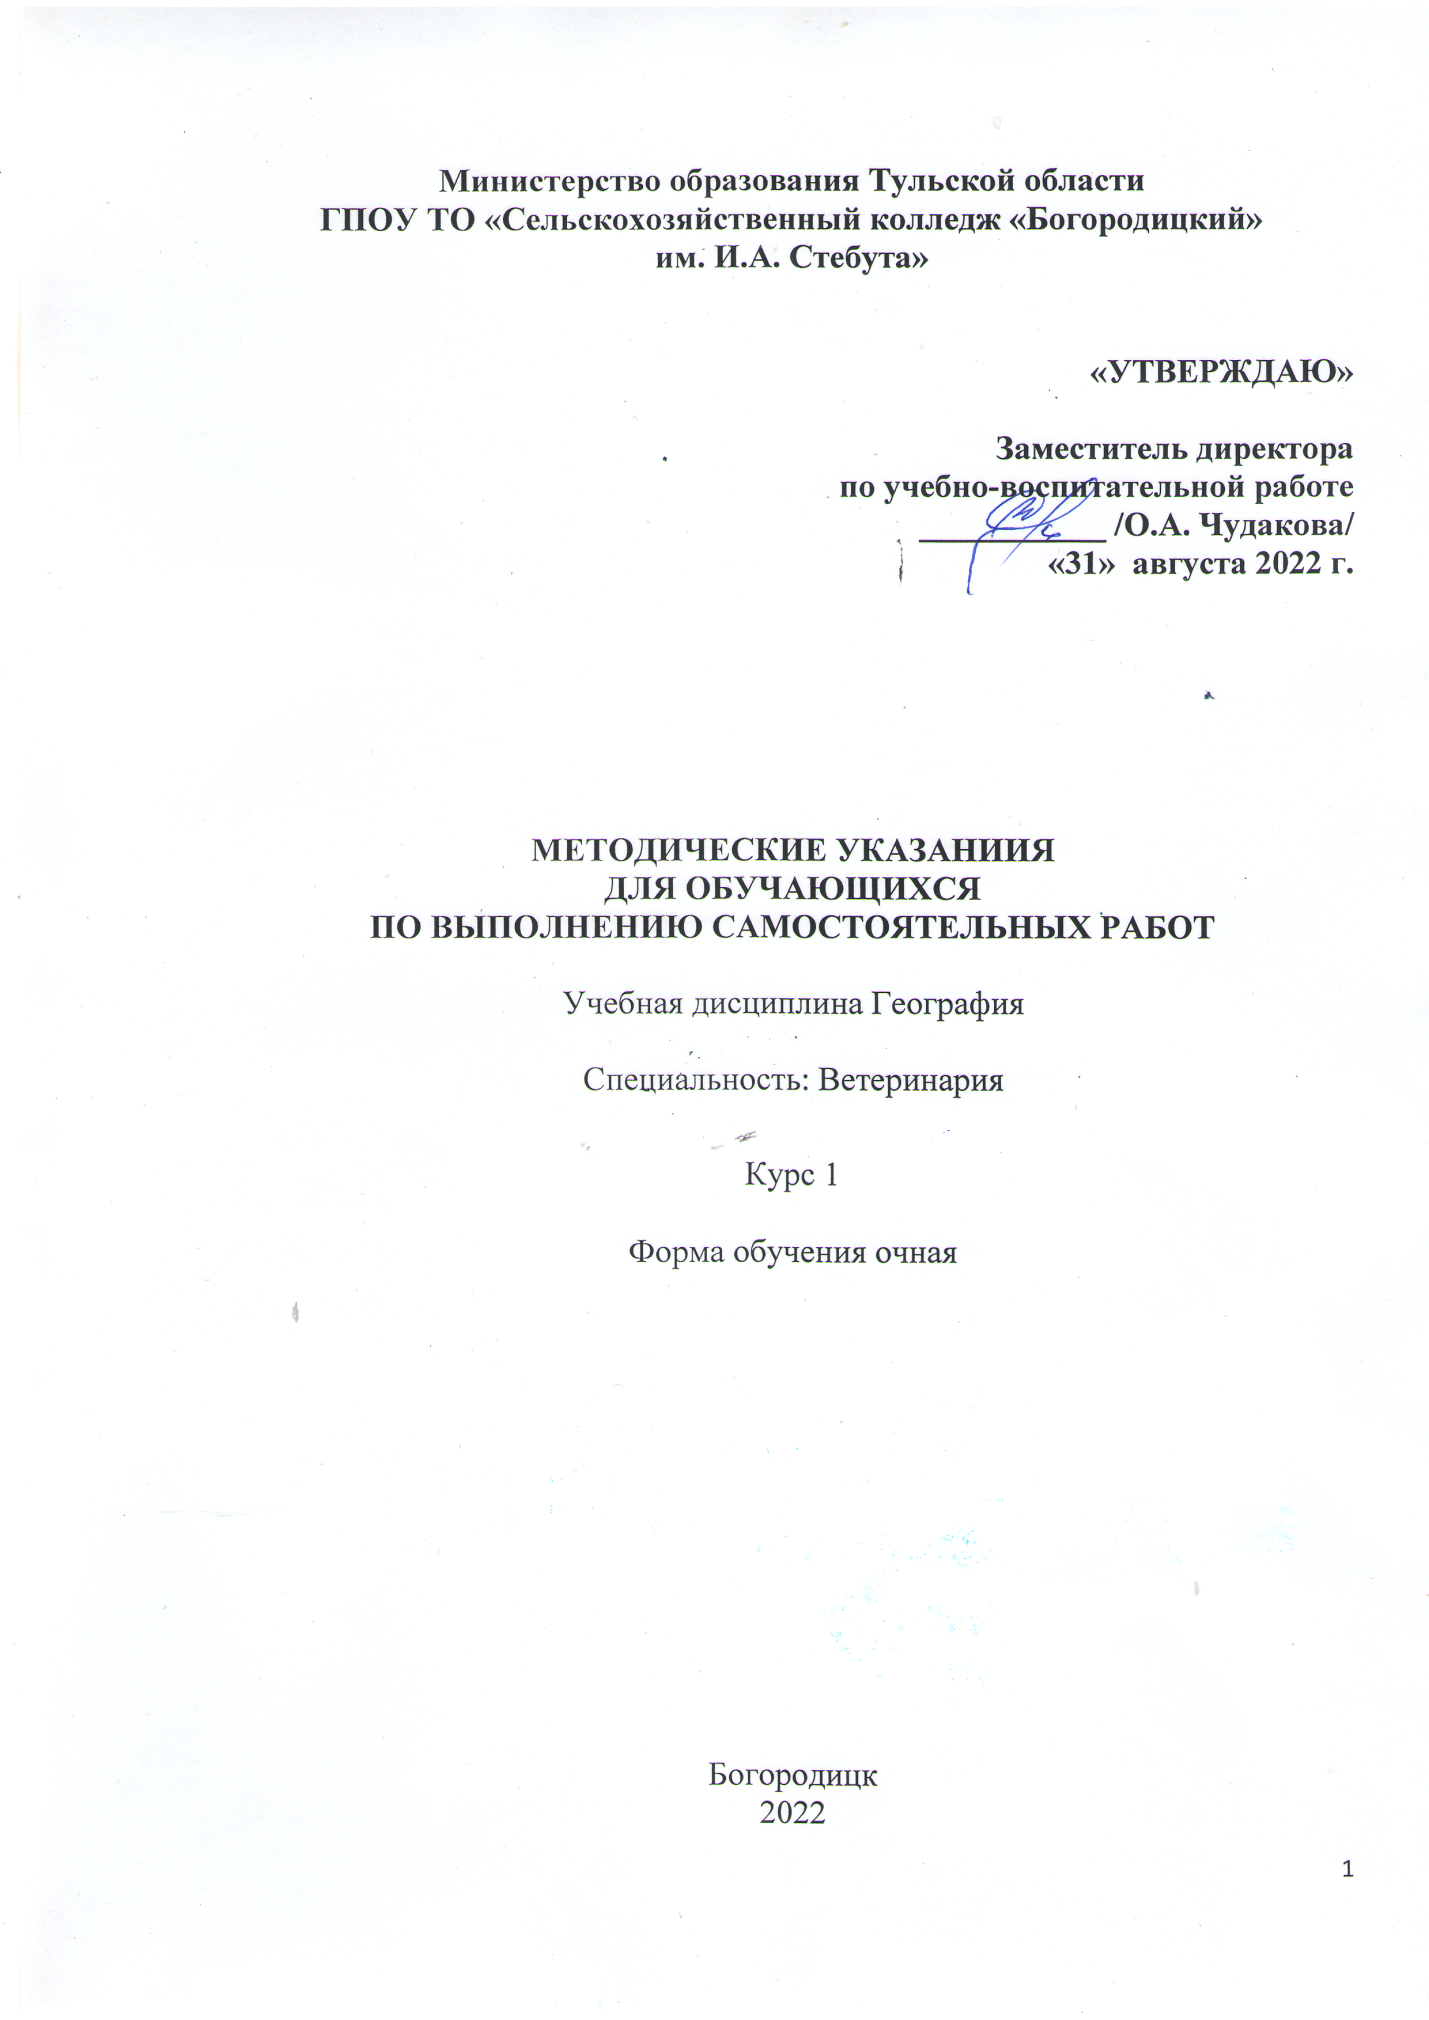 Министерство образования Тульской области
ГПОУ ТО «Сельскохозяйственный колледж «Богородицкий»
им. И.А. Стебута»
«УТВЕРЖДАЮ»
Заместитель директора
по учебно-воспитательной работе
____________ /О.А. Чудакова/
«31» августа 2022 г.
МЕТОДИЧЕСКИЕ УКАЗАНИИЯ
ДЛЯ ОБУЧАЮЩИХСЯ
ПО ВЫПОЛНЕНИЮ САМОСТОЯТЕЛЬНЫХ РАБОТ
Учебная дисциплина География
Специальность: Ветеринария
Курс 1
Форма обучения очная
Богородицк
2022
1